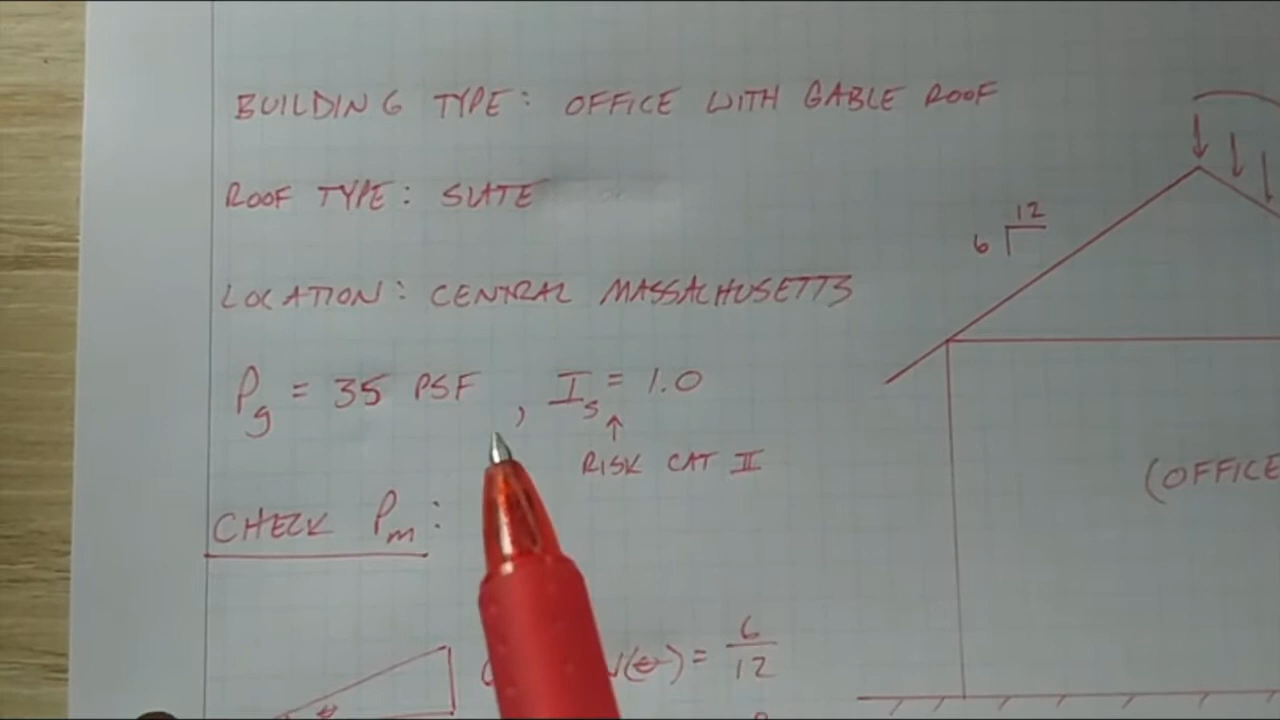 BUILDING TYPE: OFFICE WITH GABLE ROOF
ROOF TYPE: SLATE
LOCATION: CENTRAL MASSACHUSETTS
Pg = 35 PSF , Is = 1.0
↑
RISK CAT II
CHECK Pm:
(θ) = 6/12
θ
12
6
(OFFICE